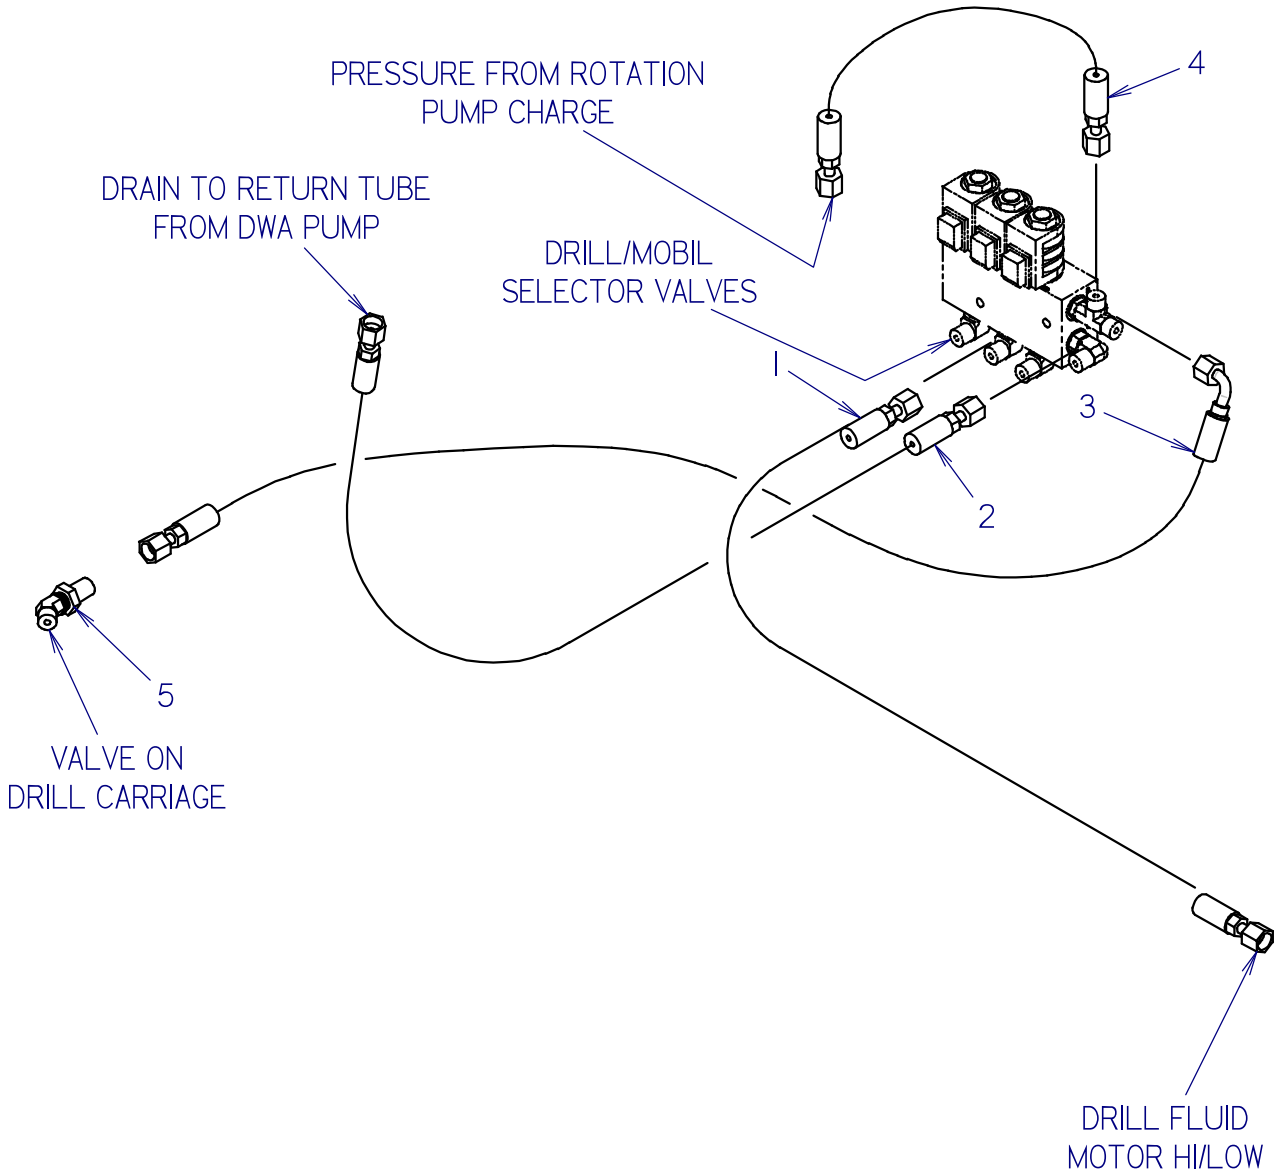 PRESSURE FROM ROTATION
PUMP CHARGE
4
DRAIN TO RETURN TUBE
FROM DWA PUMP
DRILL/MOBIL
SELECTOR VALVES
1
3
2
5
VALVE ON
DRILL CARRIAGE
DRILL FLUID
MOTOR HI/LOW